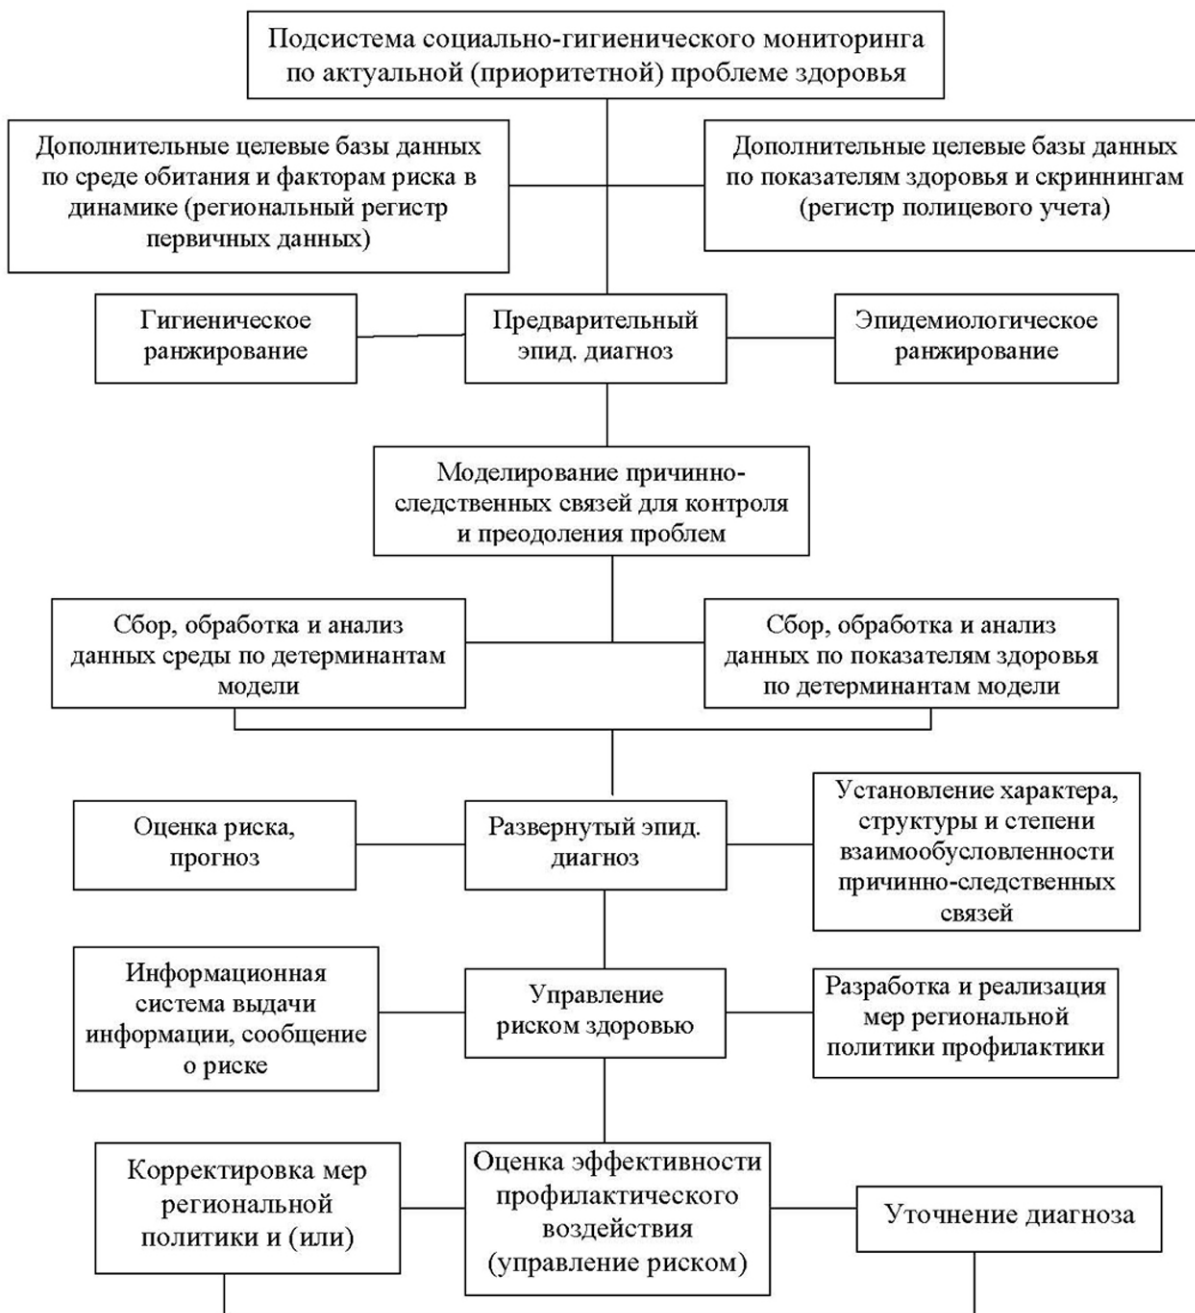 Подсистема социально-гигиенического мониторинга
по актуальной (приоритетной) проблеме здоровья
Дополнительные целевые базы данных
по среде обитания и факторам риска в
динамике (региональный регистр
первичных данных)
Дополнительные целевые базы данных
по показателям здоровья и скриннингам
(регистр полицевого учета)
Гигиеническое
ранжирование
Предварительный
эпид. диагноз
Эпидемиологическое
ранжирование
Моделирование причинно-
следственных связей для контроля
и преодоления проблем
Сбор, обработка и анализ
данных среды по детерминантам
модели
Сбор, обработка и анализ
данных по показателям здоровья
по детерминантам модели
Оценка риска,
прогноз
Развернутый эпид.
диагноз
Установление характера,
структуры и степени
взаимообусловленности
причинно-следственных
связей
Информационная
система выдачи
информации, сообщение
о риске
Управление
риском здоровью
Разработка и реализация
мер региональной
политики профилактики
Корректировка мер
региональной
политики и (или)
Оценка эффективности
профилактического
воздействия
(управление риском)
Уточнение диагноза